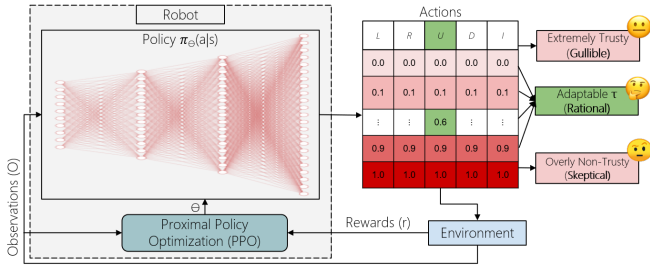 Robot
Policy π_Θ(a|s)
Actions
L R U D I
0.0 0.0 0.0 0.0 0.0
0.1 0.1 0.1 0.1 0.1
⋮ ⋮ 0.6 ⋮ ⋮
0.9 0.9 0.9 0.9 0.9
1.0 1.0 1.0 1.0 1.0
Extremely Trusty
(Gullible)
Adaptable τ
(Rational)
Overly Non-Trusty
(Skeptical)
Observations (O)
Θ
Proximal Policy
Optimization (PPO)
Rewards (r)
Environment